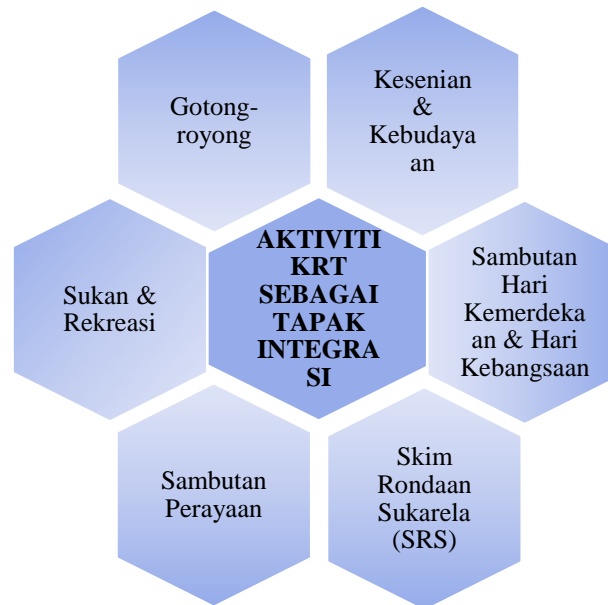 Gotong-
royong
Kesenian
&
Kebudaya
an
AKTIVITI
KRT
SEBAGAI
TAPAK
INTEGRA
SI
Sukan &
Rekreasi
Sambutan
Hari
Kemerdeka
an & Hari
Kebangsaan
Sambutan
Perayaan
Skim
Rondaan
Sukarela
(SRS)